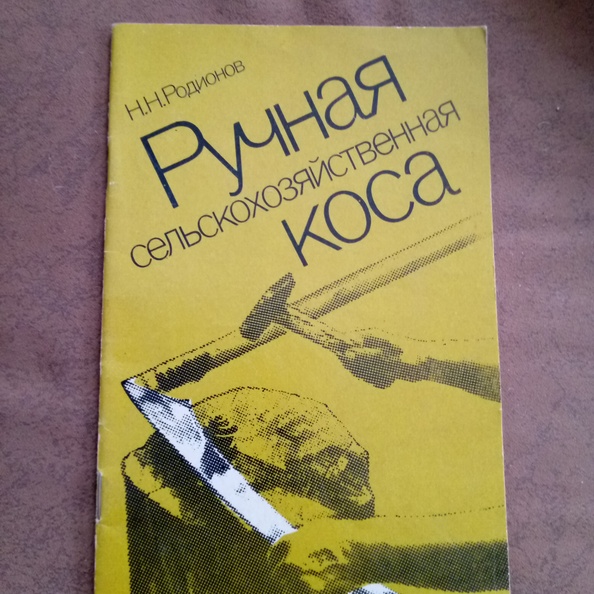 Н.Н.Родионов
Ручная
сельскохозяйственная
коса